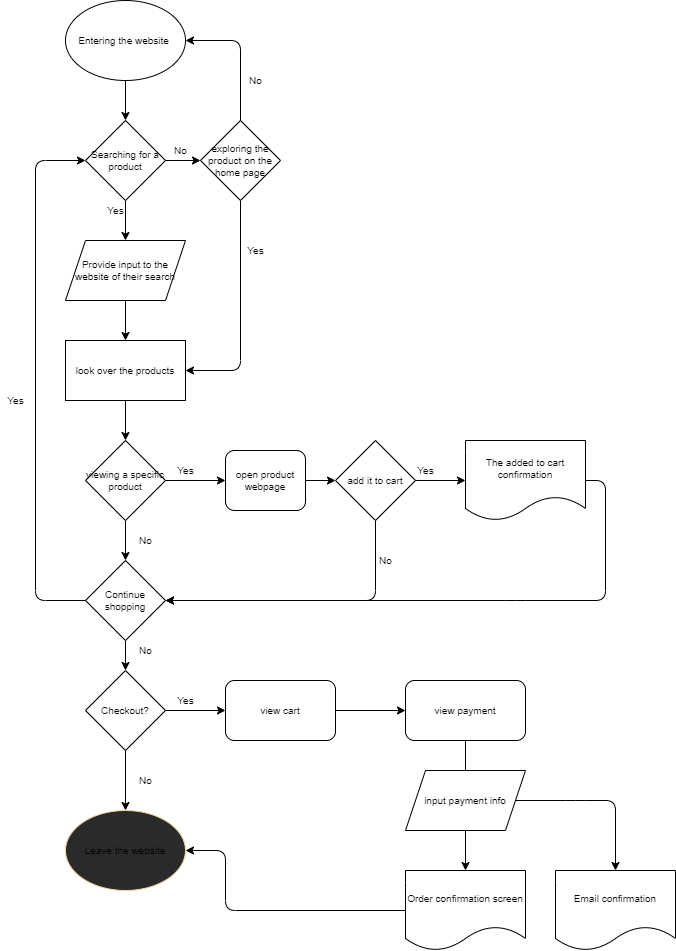 Entering the website
No
Searching for a
product
No
exploring the
product on the
home page
Yes
Yes
Provide input to the
website of their search
look over the products
Yes
viewing a specific
product
Yes
open product
webpage
add it to cart
Yes
The added to cart
confirmation
No
No
Continue
shopping
No
Checkout?
Yes
view cart
view payment
No
input payment info
Leave the website
Order confirmation screen
Email confirmation